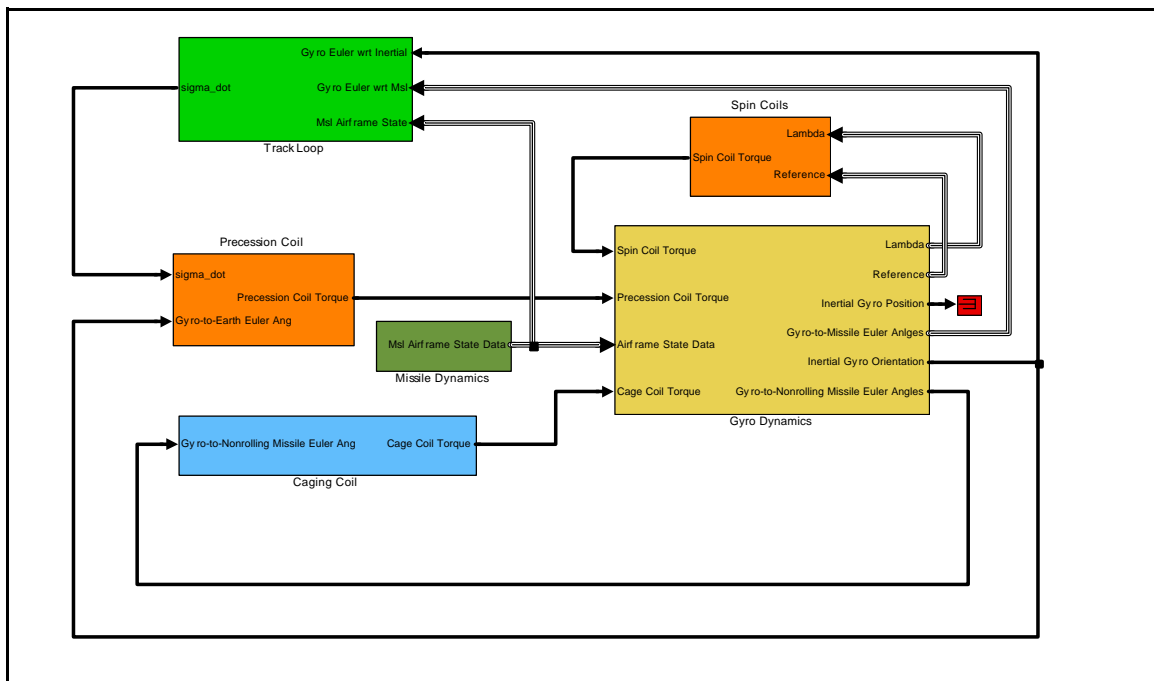 Gyro Euler wrt Inertial
sigma_dot
Gyro Euler wrt Msl
Msl Airframe State
Track Loop
Spin Coils
Lambda
Spin Coil Torque
Reference
Precession Coil
sigma_dot
Precession Coil Torque
Gyro-to-Earth Euler Ang
Msl Airframe State Data
Missile Dynamics
Spin Coil Torque
Lambda
Reference
Precession Coil Torque
Inertial Gyro Position
Gyro-to-Missile Euler Anlges
Airframe State Data
Inertial Gyro Orientation
Cage Coil Torque
Gyro-to-Nonrolling Missile Euler Angles
Gyro Dynamics
Gyro-to-Nonrolling Missile Euler Ang
Cage Coil Torque
Caging Coil